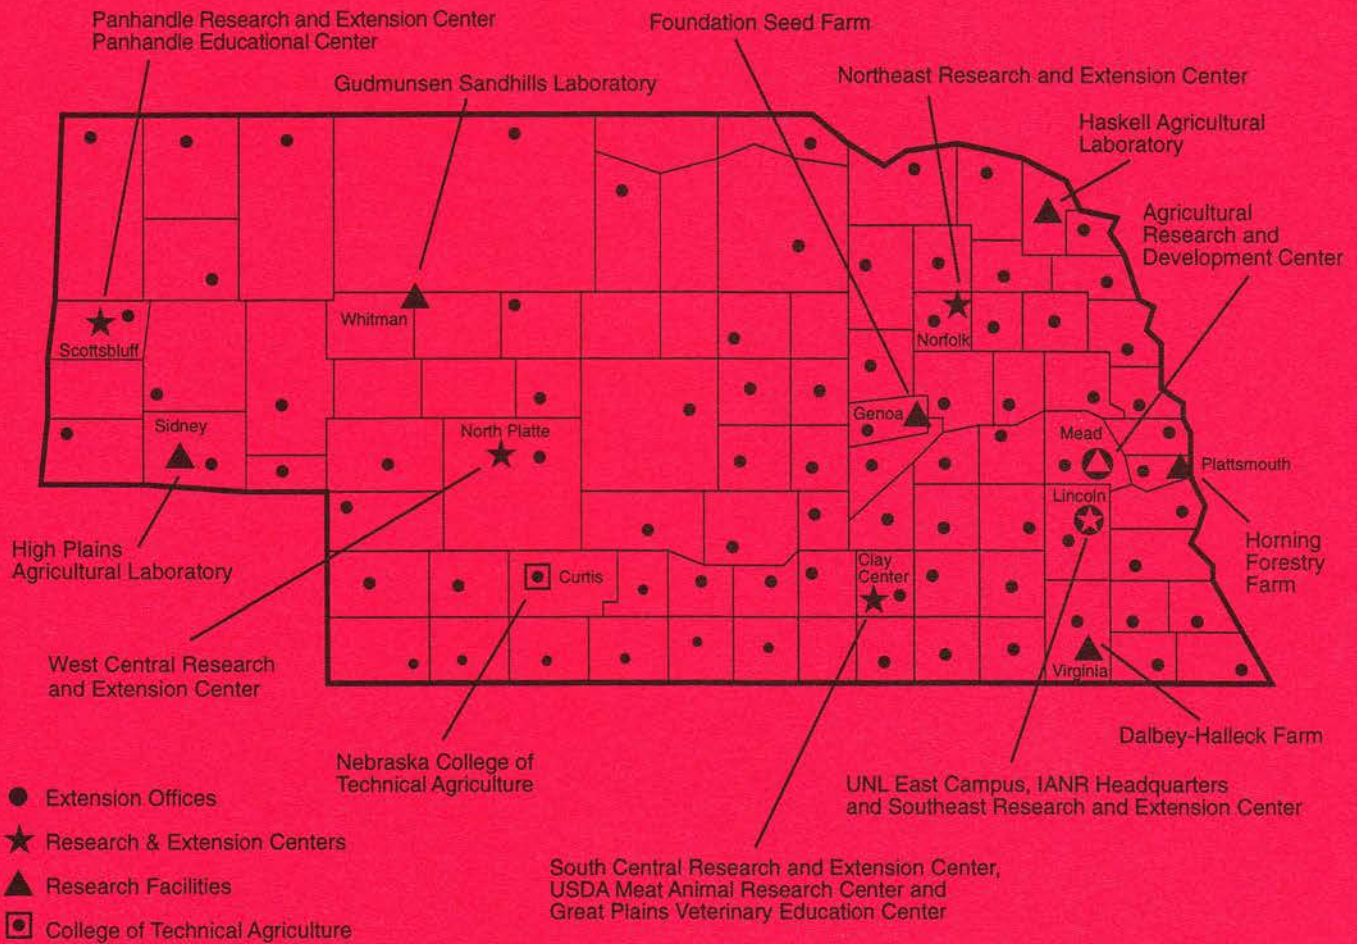 Panhandle Research and Extension Center
Panhandle Educational Center
Foundation Seed Farm
Gudmunsen Sandhills Laboratory
Northeast Research and Extension Center
Haskell Agricultural
Laboratory
Agricultural
Research and
Development Center
Whitman
Scottsbluff
Norfolk
Genoa
Sidney
North Platte
Mead
Plattsmouth
Lincoln
High Plains
Agricultural Laboratory
Horning
Forestry
Farm
Curtis
Clay
Center
West Central Research
and Extension Center
Virginia
Dalbey-Halleck Farm
Nebraska College of
Technical Agriculture
UNL East Campus, IANR Headquarters
and Southeast Research and Extension Center
South Central Research and Extension Center,
USDA Meat Animal Research Center and
Great Plains Veterinary Education Center
Extension Offices
Research & Extension Centers
Research Facilities
College of Technical Agriculture